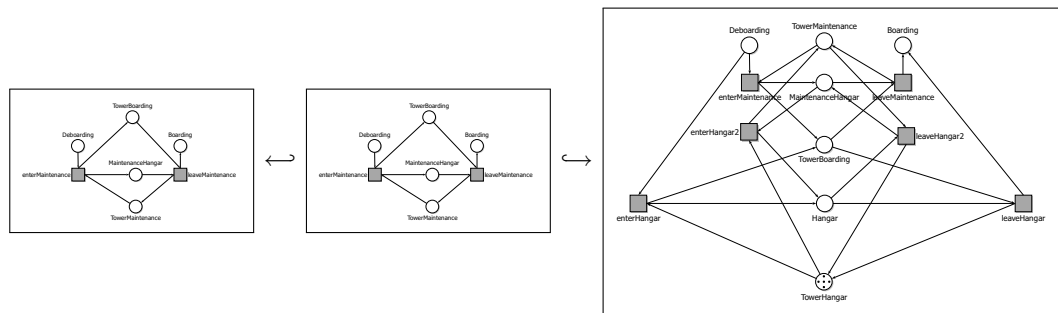 TowerBoarding
Deboarding
Boarding
MaintenanceHangar
enterMaintenance
leaveMaintenance
TowerMaintenance
TowerBoarding
Deboarding
Boarding
MaintenanceHangar
enterMaintenance
leaveMaintenance
TowerMaintenance
TowerMaintenance
Deboarding
Boarding
enterMaintenance
MaintenanceHangar
leaveMaintenance
enterHangar2
leaveHangar2
TowerBoarding
enterHangar
Hangar
leaveHangar
TowerHangar